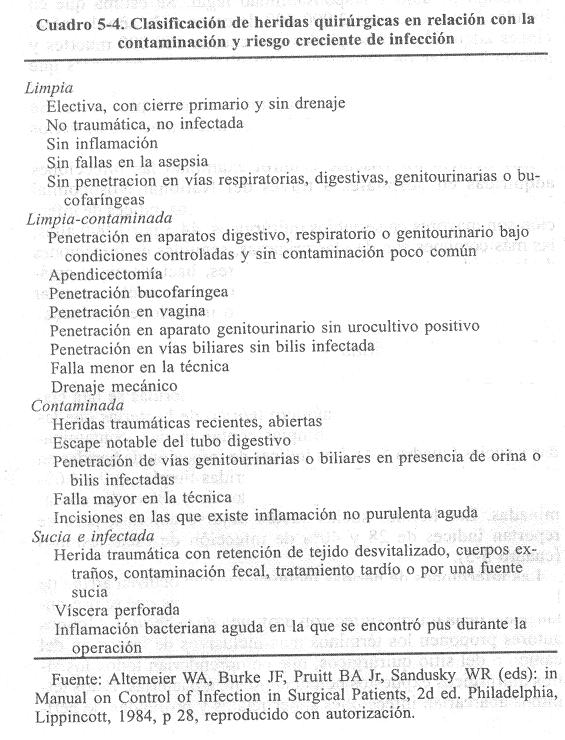 Cuadro 5-4. Clasificación de heridas quirúrgicas en relación con la
contaminación y riesgo creciente de infección
Limpia
Electiva, con cierre primario y sin drenaje
No traumática, no infectada
Sin inflamación
Sin fallas en la asepsia
Sin penetracion en vías respiratorias, digestivas, genitourinarias o bu-
cofaríngeas
Limpia-contaminada
Penetración en aparatos digestivo, respiratorio o genitourinario bajo
condiciones controladas y sin contaminación poco común
Apendicectomía
Penetración bucofaríngea
Penetración en vagina
Penetración en aparato genitourinario sin urocultivo positivo
Penetración en vías biliares sin bilis infectada
Falla menor en la técnica
Drenaje mecánico
Contaminada
Heridas traumáticas recientes, abiertas
Escape notable del tubo digestivo
Penetración de vías genitourinarias o biliares en presencia de orina o
bilis infectadas
Falla mayor en la técnica
Incisiones en las que existe inflamación no purulenta aguda
Sucia e infectada
Herida traumática con retención de tejido desvitalizado, cuerpos ex-
traños, contaminación fecal, tratamiento tardío o por una fuente
sucia
Víscera perforada
Inflamación bacteriana aguda en la que se encontró pus durante la
operación
Fuente: Altemeier WA, Burke JF, Pruitt BA Jr, Sandusky WR (eds): in
Manual on Control of Infection in Surgical Patients, 2d ed. Philadelphia,
Lippincott, 1984, p 28, reproducido con autorización.